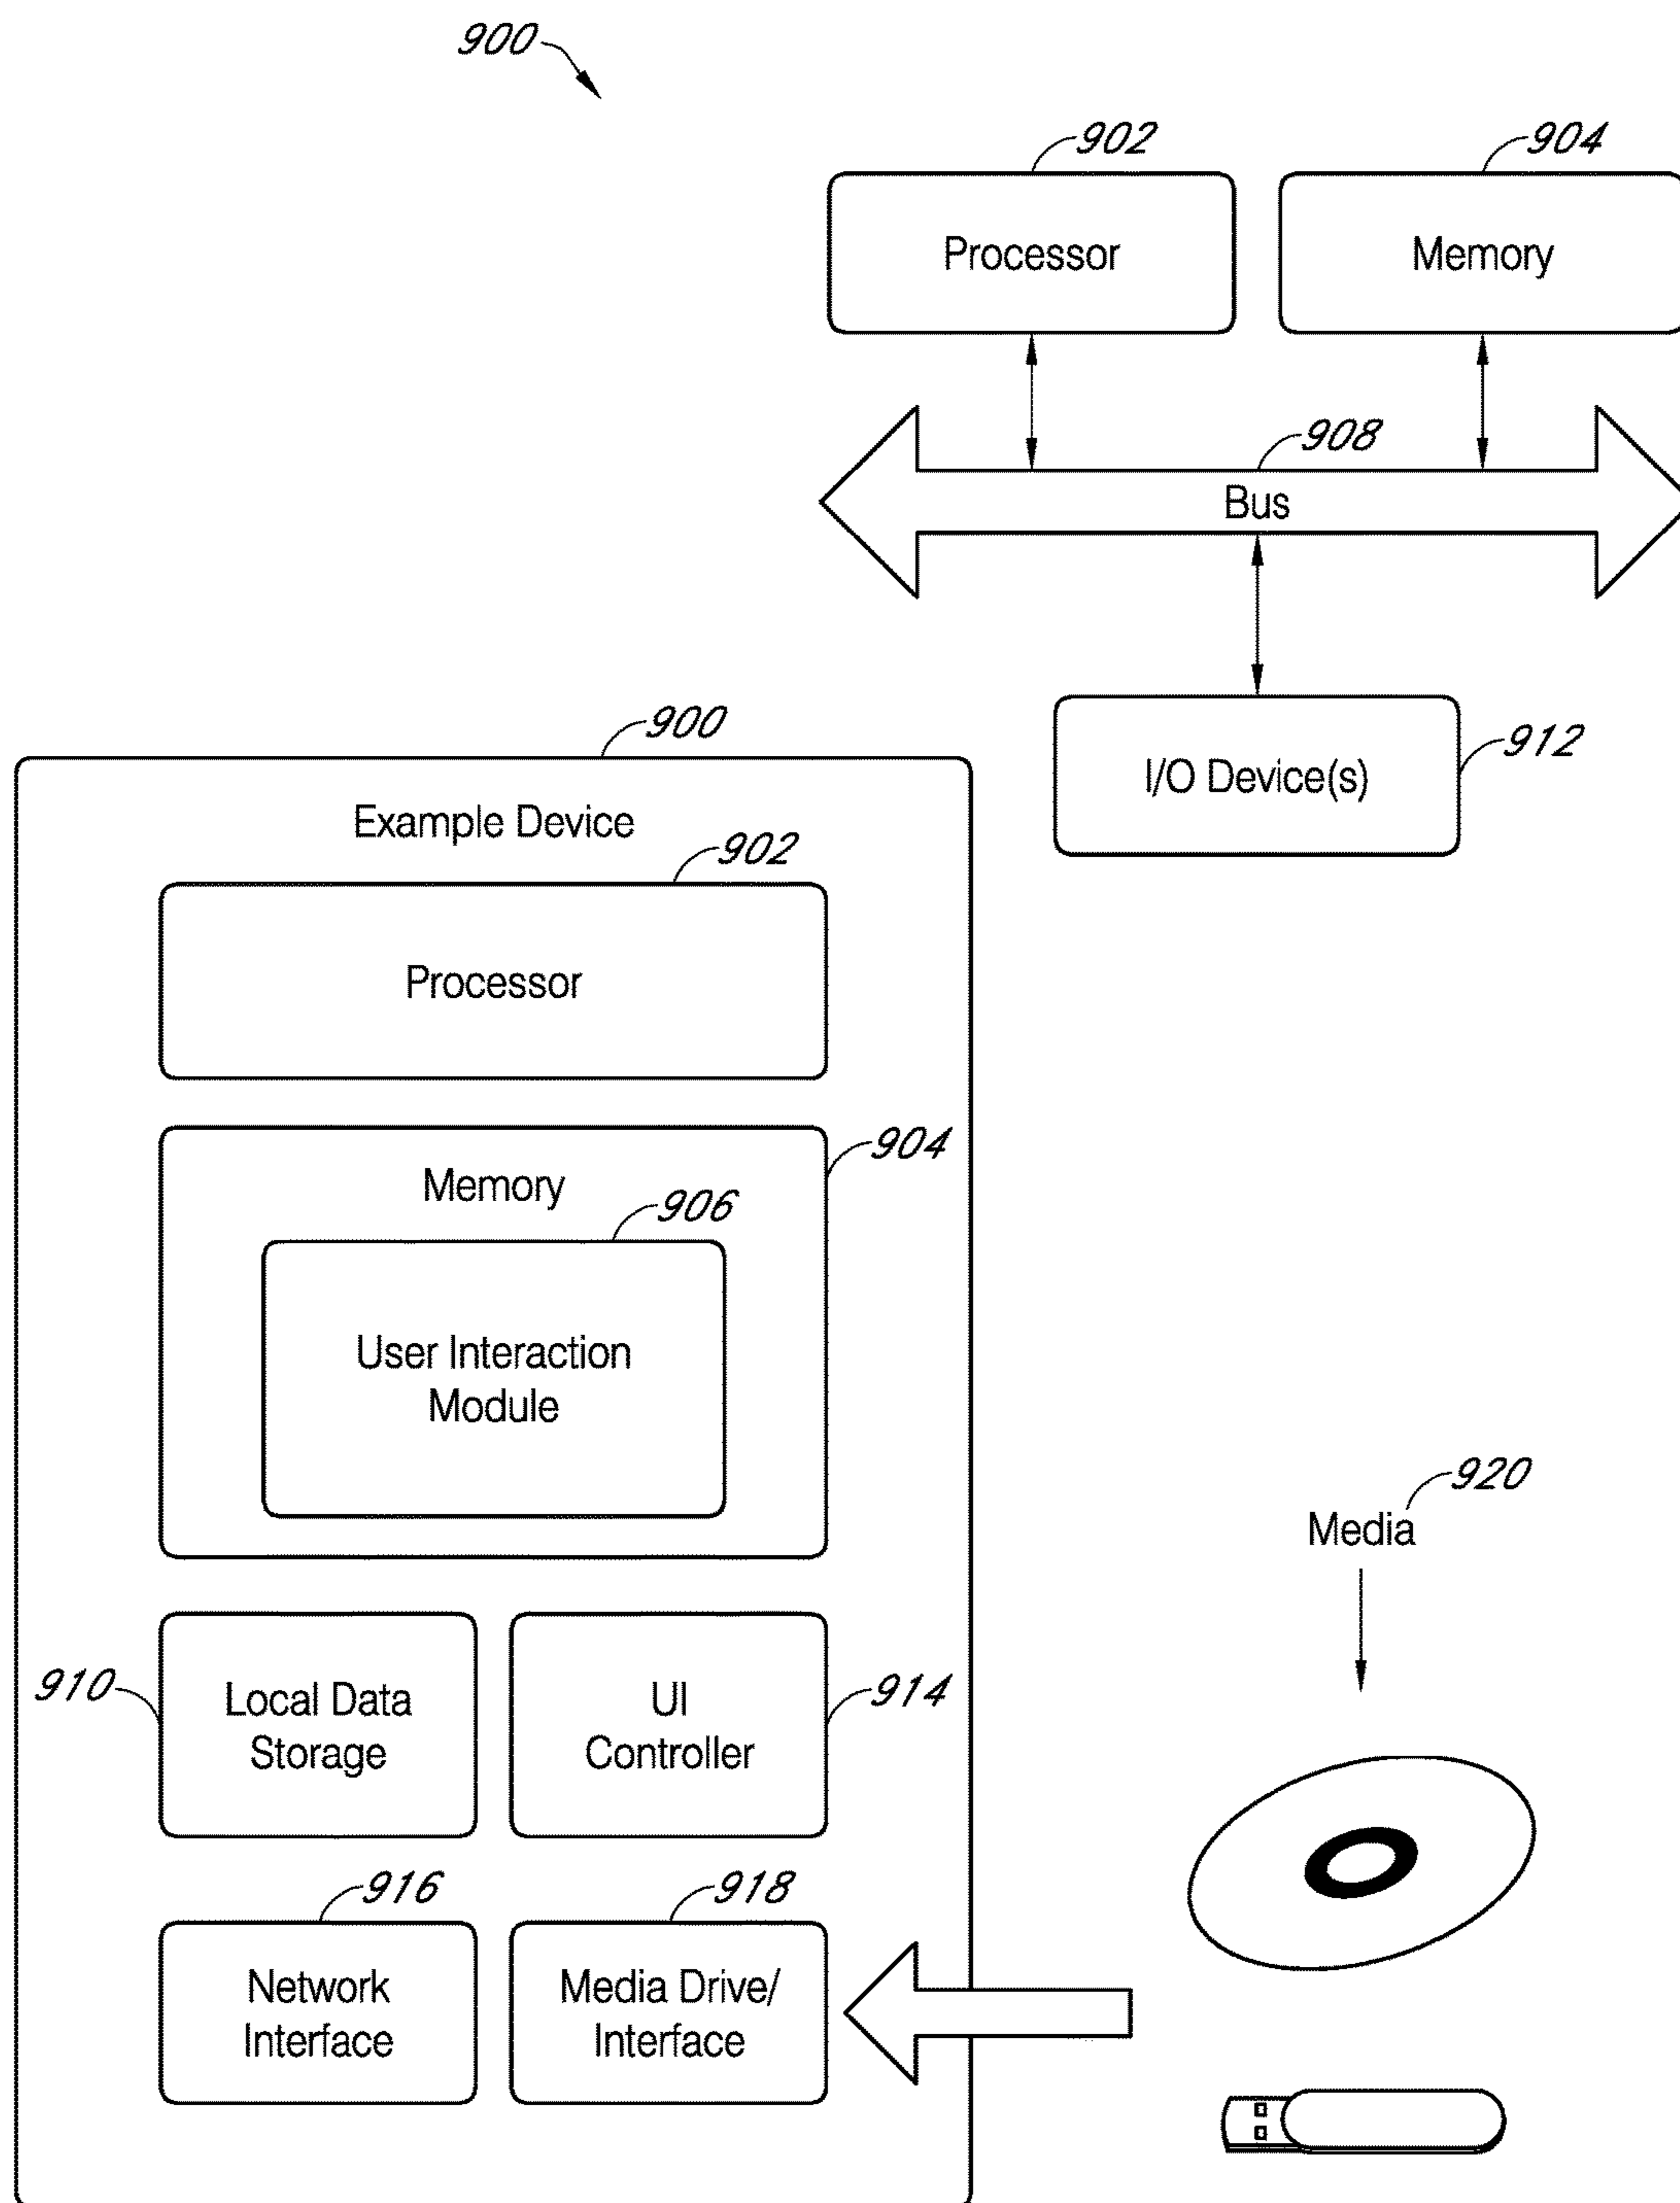 900
902
904
Processor
Memory
908
Bus
912
I/O Device(s)
900
Example Device
902
Processor
904
Memory
906
User Interaction
Module
910
Local Data
Storage
914
UI
Controller
916
Network
Interface
918
Media Drive/
Interface
920
Media